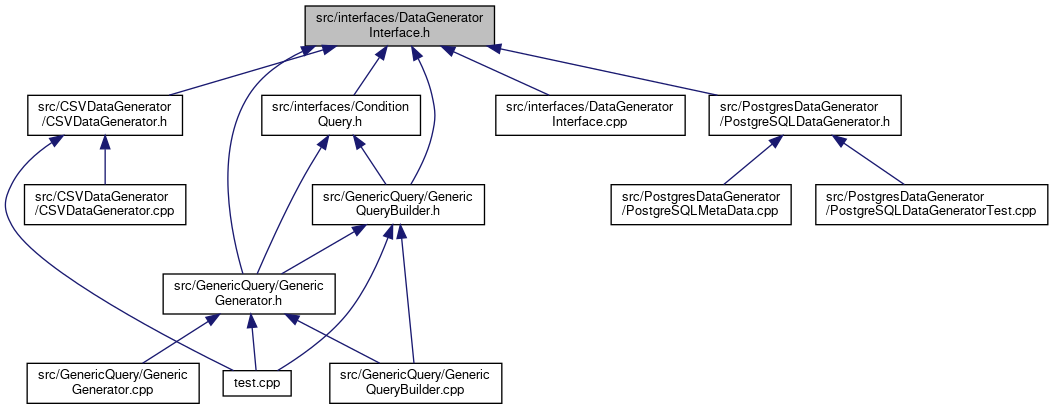 src/interfaces/DataGenerator
Interface.h
src/CSVDataGenerator
/CSVDataGenerator.h
src/interfaces/Condition
Query.h
src/interfaces/DataGenerator
Interface.cpp
src/PostgresDataGenerator
/PostgreSQLDataGenerator.h
src/CSVDataGenerator
/CSVDataGenerator.cpp
src/GenericQuery/Generic
QueryBuilder.h
src/PostgresDataGenerator
/PostgreSQLMetaData.cpp
src/PostgresDataGenerator
/PostgreSQLDataGeneratorTest.cpp
src/GenericQuery/Generic
Generator.h
src/GenericQuery/Generic
Generator.cpp
test.cpp
src/GenericQuery/Generic
QueryBuilder.cpp